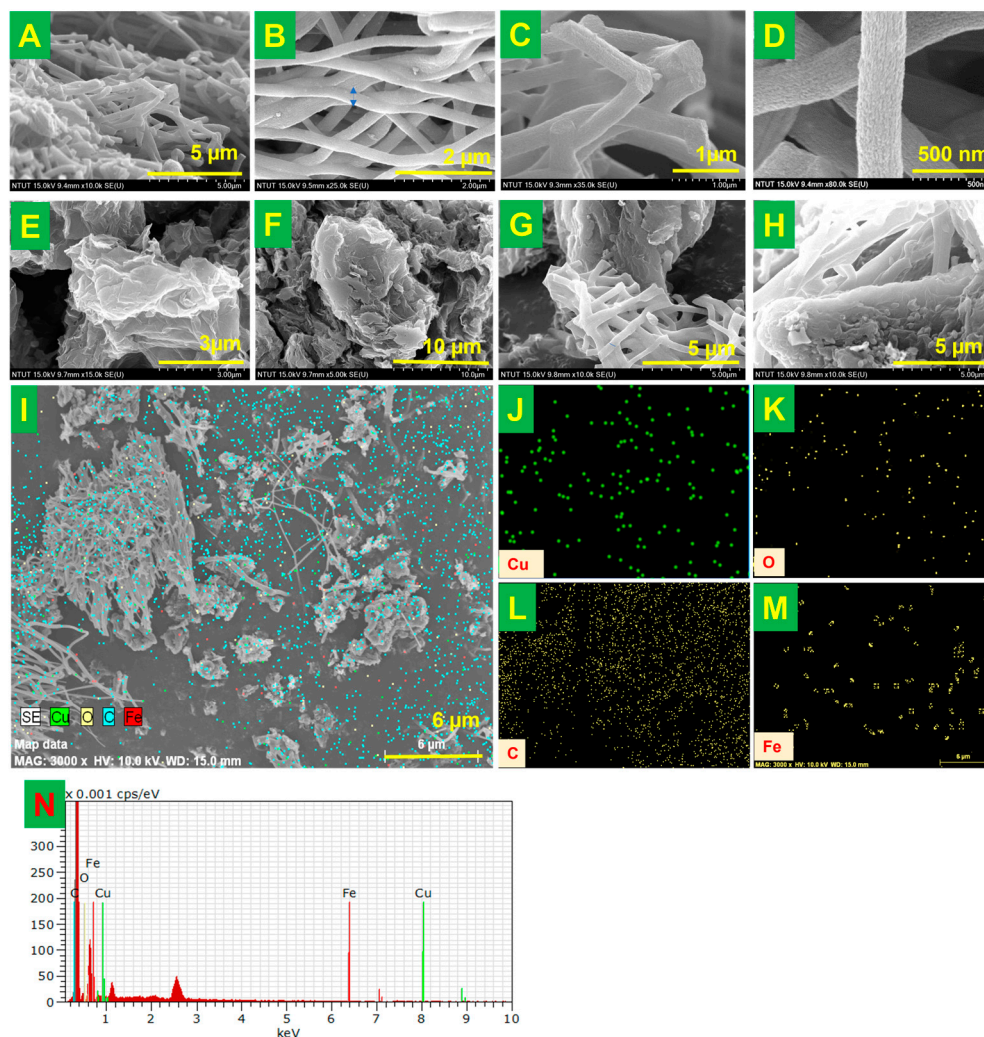 A
5 µm
NTUT 15.0kV 9.4mm x10.0k SE(U) 5.00µm
B
2 µm
NTUT 15.0kV 9.5mm x25.0k SE(U) 2.00µm
C
1µm
NTUT 15.0kV 9.3mm x35.0k SE(U) 1.00µm
D
500 nm
NTUT 15.0kV 9.4mm x80.0k SE(U) 500n
E
3µm
NTUT 15.0kV 9.7mm x15.0k SE(U) 3.00µm
F
10 µm
NTUT 15.0kV 9.7mm x5.00k SE(U) 10.0µm
G
5 µm
NTUT 15.0kV 9.8mm x10.0k SE(U) 5.00µm
H
5 µm
NTUT 15.0kV 9.8mm x10.0k SE(U) 5.00µm
I
SE Cu O C Fe
6 µm
Map data 6 µm
MAG: 3000 x HV: 10.0 kV WD: 15.0 mm
J
Cu
K
O
L
C
M
Fe
6 µm
MAG: 3000 x HV: 10.0 kV WD: 15.0 mm
N
x 0.001 cps/eV
300
250
200
150
100
50
0
Fe
O
C Cu Fe Cu
1 2 3 4 5 6 7 8 9 10
keV